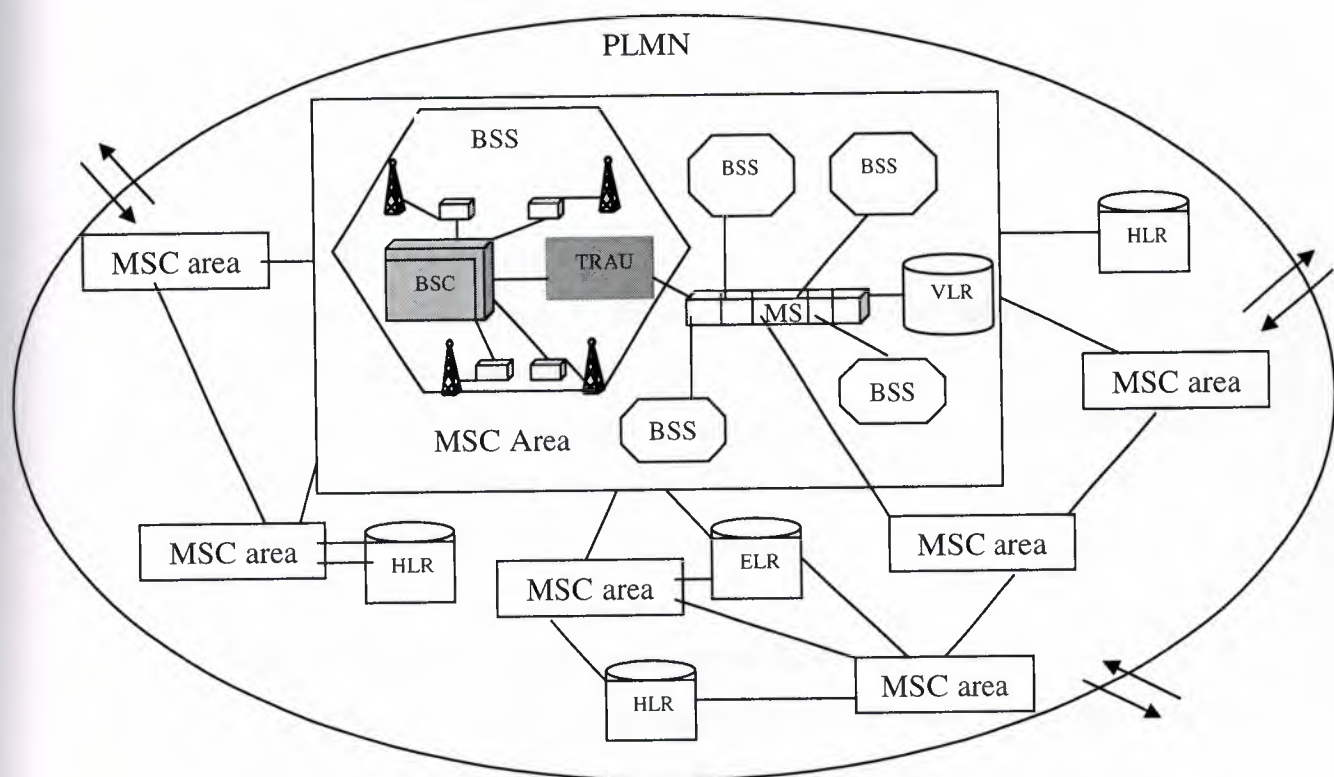 PLMN
BSS
BSS
BSS
HLR
MSC area
TRAU
BSC
VLR
MS
MSC area
BSS
BSS
MSC Area
MSC area
HLR
MSC area
ELR
MSC area
HLR
MSC area